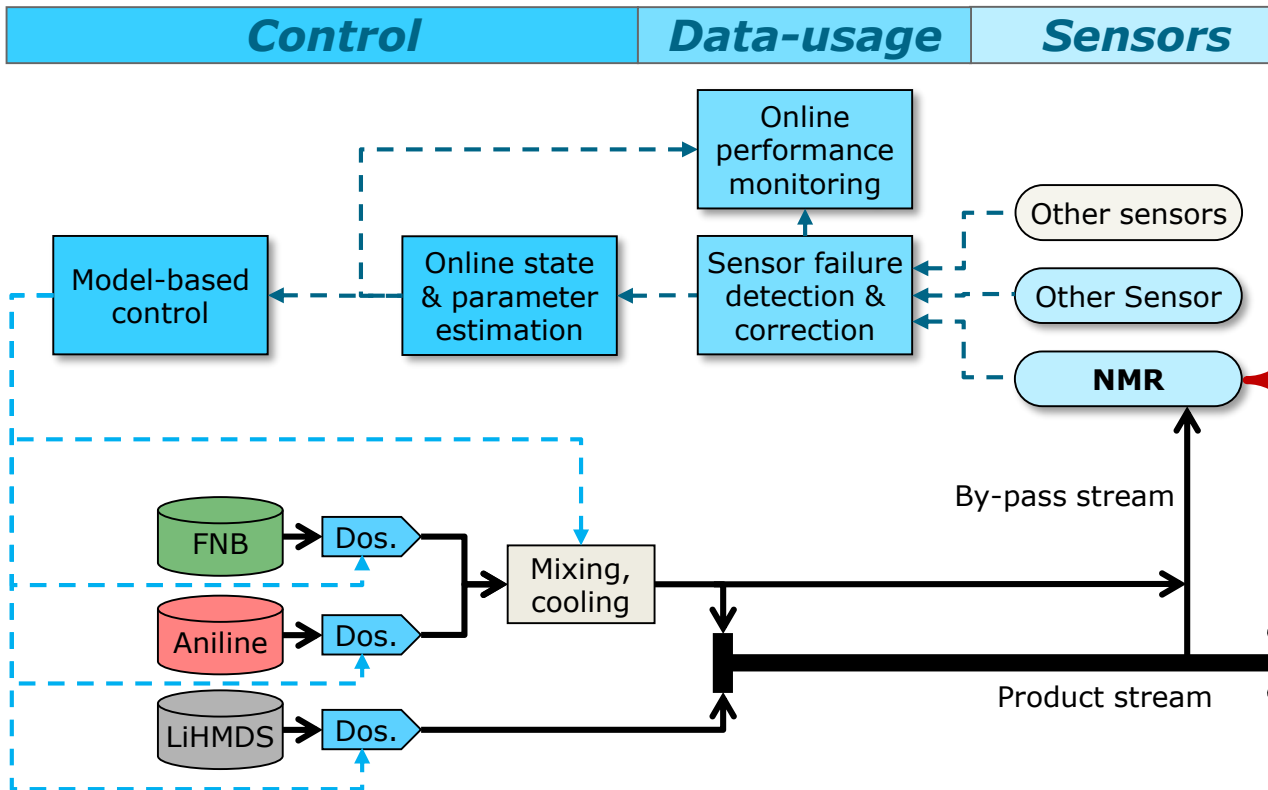 Control
Data-usage
Sensors
Online
performance
monitoring
Other sensors
Model-based
control
Online state
& parameter
estimation
Sensor failure
detection &
correction
Other Sensor
NMR
By-pass stream
FNB
Dos.
Mixing,
cooling
Aniline
Dos.
Product stream
LiHMDS
Dos.